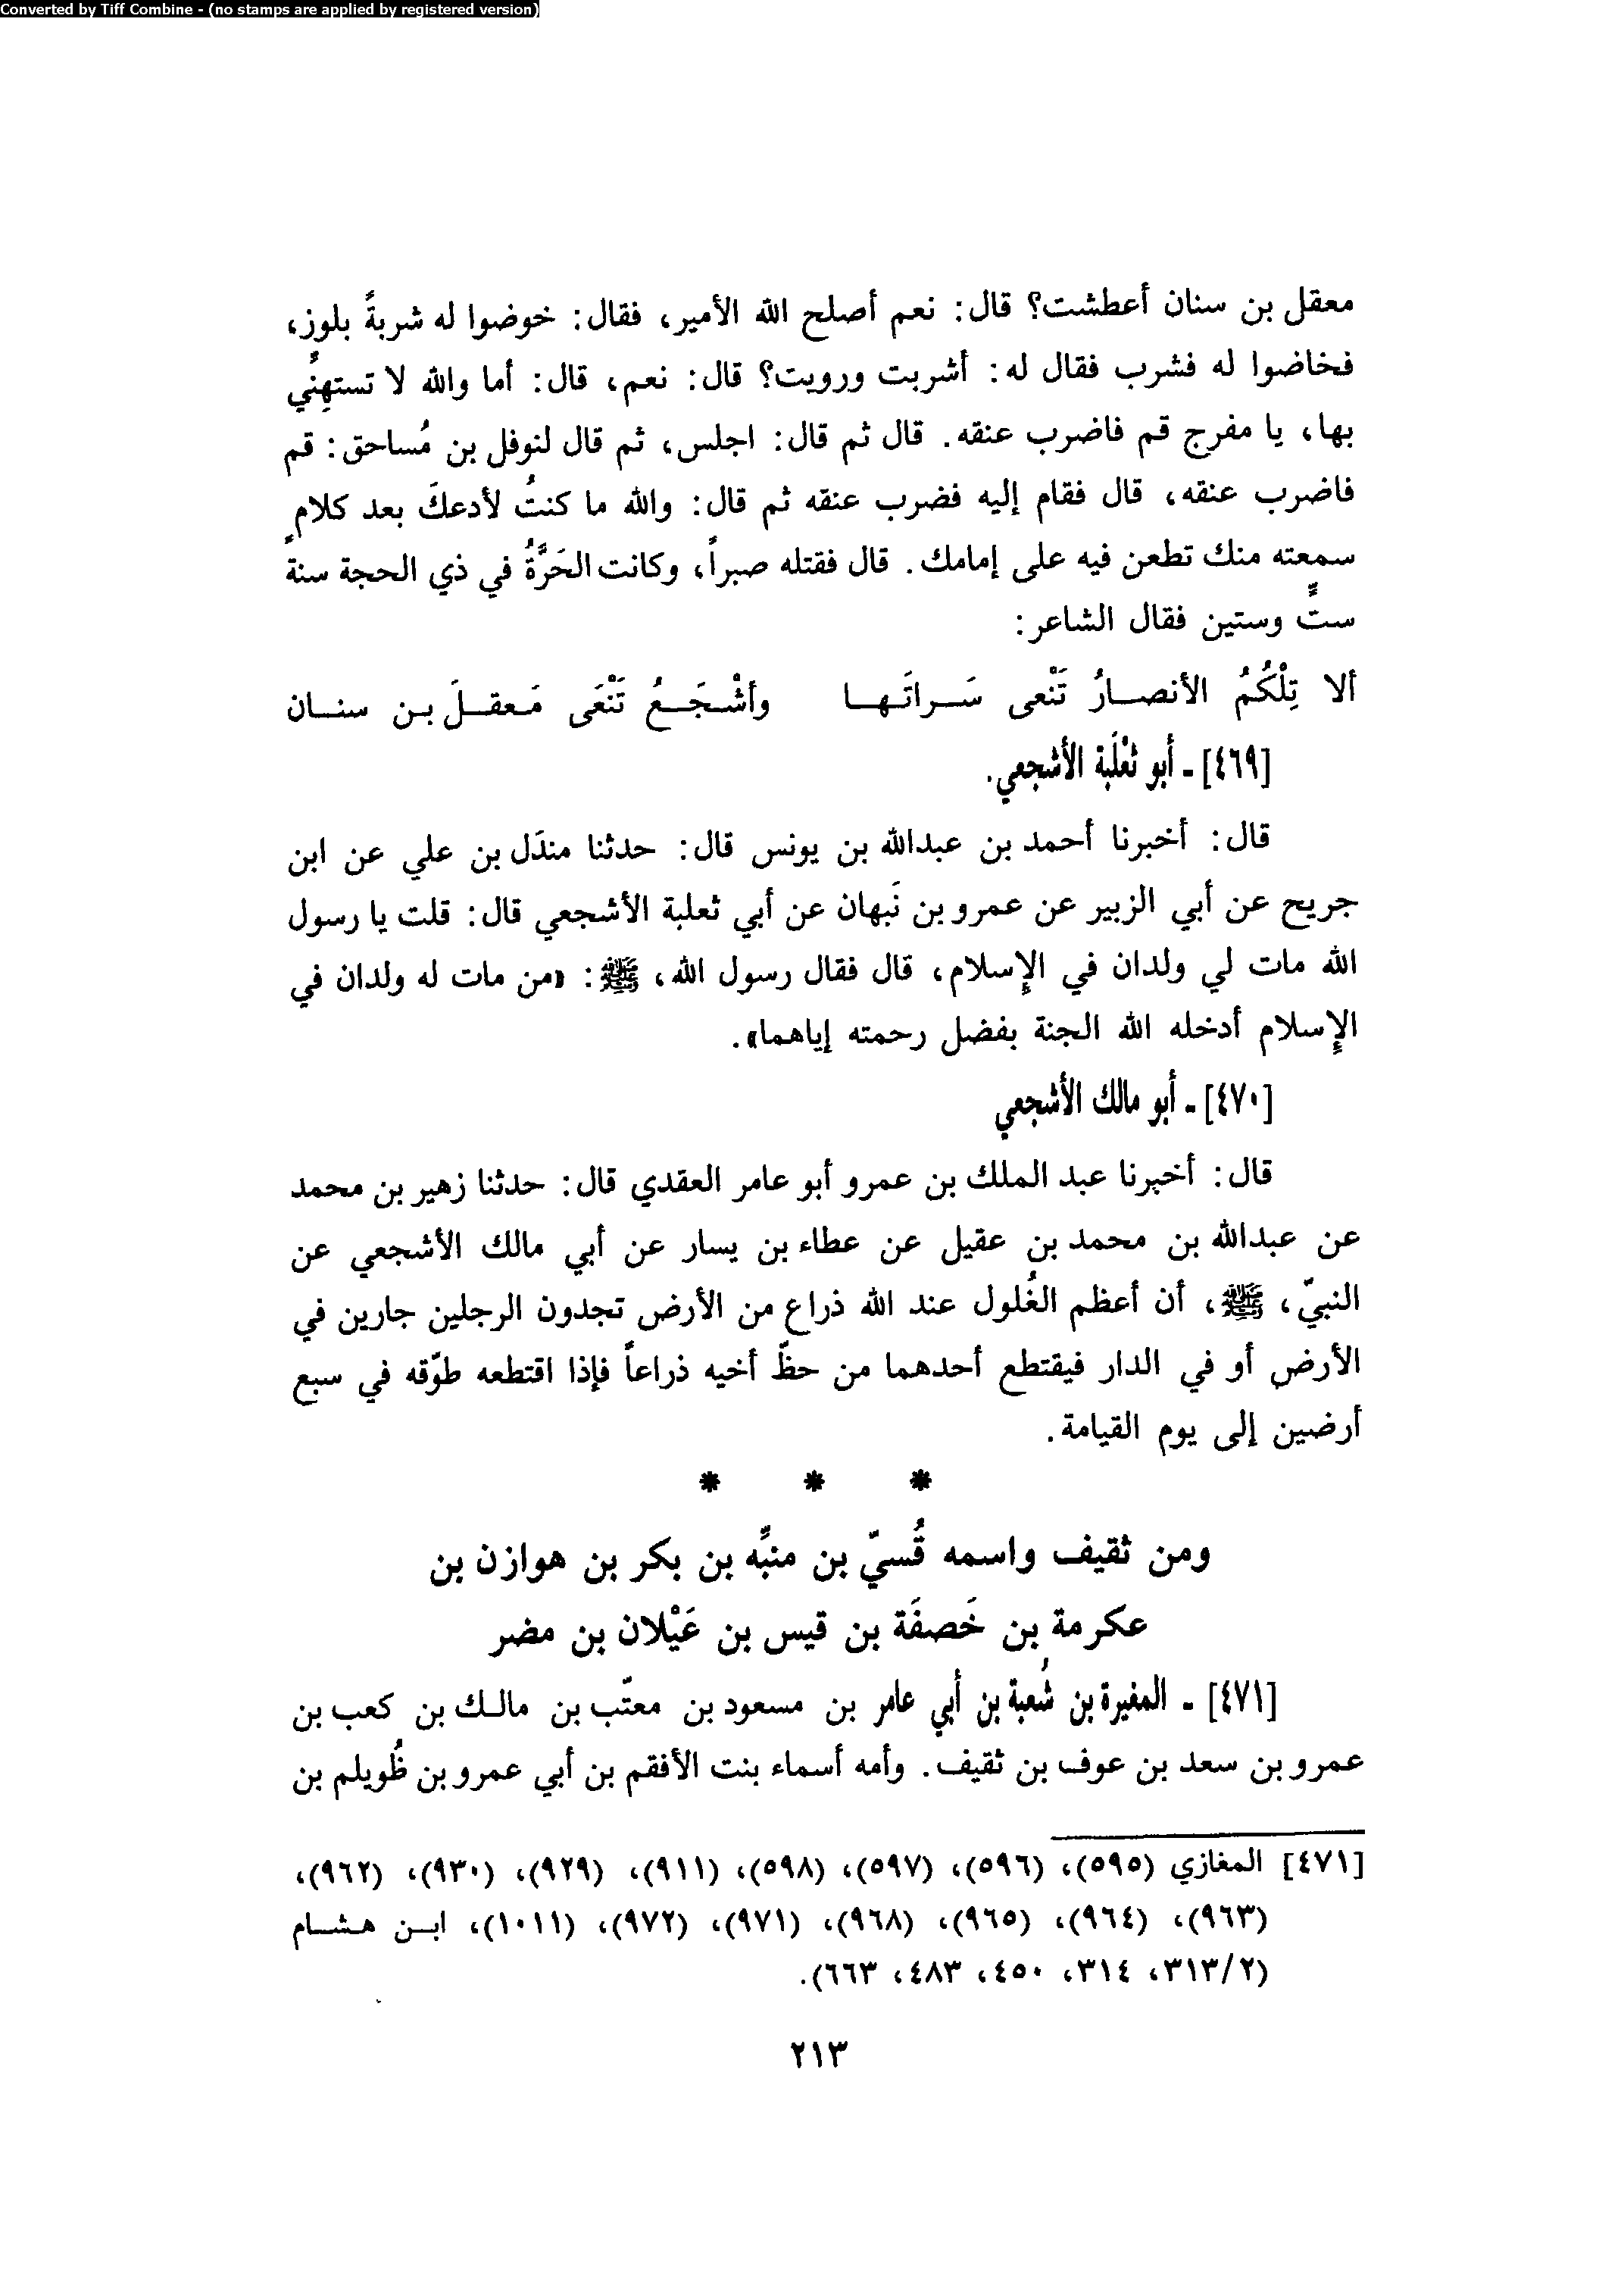 Converted by Tiff Combine - (no stamps are applied by registered version)
معقل بن سنان أعطشت؟ قال: نعم أصلح الله الأمير، فقال: خوضوا له شربةً بلوز،
فخاضوا له فشرب فقال له: أشربت ورويت؟ قال: نعم، قال: أما والله لا تستهِنُّي
بها، يا مفرج قم فاضرب عنقه. قال ثم قال: اجلس، ثم قال لنوفل بن مُساحق: قم
فاضرب عنقه، قال فقام إليه فضرب عنقه ثم قال: والله ما كنتُ لأدعكَ بعد كلامٍ
سمعته منك تطعن فيه على إمامك. قال فقتله صبراً، وكانت الحَرَّةُ في ذي الحجة سنة
ستٍّ وستين فقال الشاعر:
ألا تِلْكُمُ الأنصـارُ تَنْعى سَـراتَـهـا وأشْـجَـعُ تَنْعَى مَـعقـلَ بـن سنـان
[٤٦٩] ـ أبو ثَعْلَبة الأشجعي.
قال: أخبرنا أحمد بن عبدالله بن يونس قال: حدثنا مندَل بن علي عن ابن
جريح عن أبي الزبير عن عمرو بن نَبهان عن أبي ثعلبة الأشجعي قال: قلت يا رسول
الله مات لي ولدان في الإسلام، قال فقال رسول الله، ﷺ: «من مات له ولدان في
الإسلام أدخله الله الجنة بفضل رحمته إياهما».
[٤٧٠] ـ أبو مالك الأشجعي
قال: أخبرنا عبد الملك بن عمرو أبو عامر العقدي قال: حدثنا زهير بن محمد
عن عبدالله بن محمد بن عقيل عن عطاء بن يسار عن أبي مالك الأشجعي عن
النبيّ، ﷺ، أن أعظم الغُلول عند الله ذراع من الأرض تجدون الرجلين جارين في
الأرض أو في الدار فيقتطع أحدهما من حظّ أخيه ذراعاً فإذا اقتطعه طوّقه في سبع
أرضين إلى يوم القيامة.
* * *
ومن ثقيف واسمه قُسيّ بن منبِّه بن بكر بن هوازن بن
عكرمة بن خَصفَة بن قيس بن عَيْلان بن مضر
[٤٧١] ـ المغيرة بن شُعبة بن أبي عامر بن مسعود بن معتّب بن مالـك بن كعب بن
عمرو بن سعد بن عوف بن ثقيف. وأمه أسماء بنت الأفقم بن أبي عمرو بن ظُويلم بن
[٤٧١] المغازي (٥٩٥)، (٥٩٦)، (٥٩٧)، (٥٩٨)، (٩١١)، (٩٢٩)، (٩٣٠)، (٩٦٢)،
(٩٦٣)، (٩٦٤)، (٩٦٥)، (٩٦٨)، (٩٧١)، (٩٧٢)، (١٠١١)، ابـن هـشـام
(٣١٣/٢، ٣١٤، ٤٥٠، ٤٨٣، ٦٦٣).
٢١٣